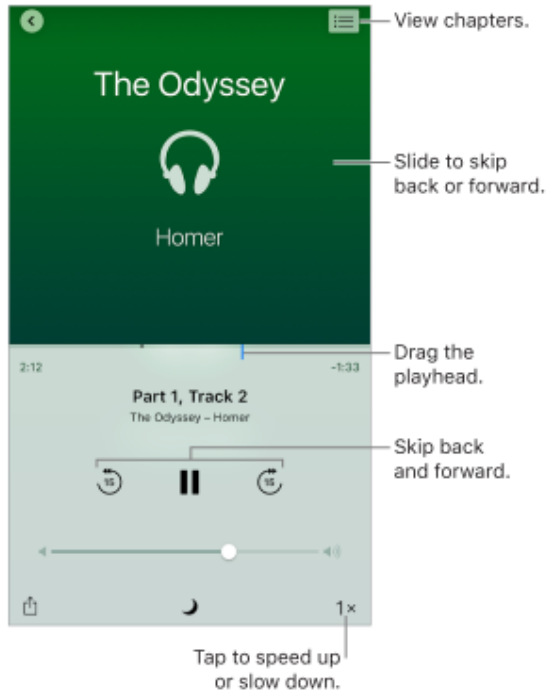 View chapters.
The Odyssey
Slide to skip
back or forward.
Homer
Drag the
playhead.
2:12
-1:33
Part 1, Track 2
The Odyssey – Homer
Skip back
and forward.
15
15
1×
Tap to speed up
or slow down.